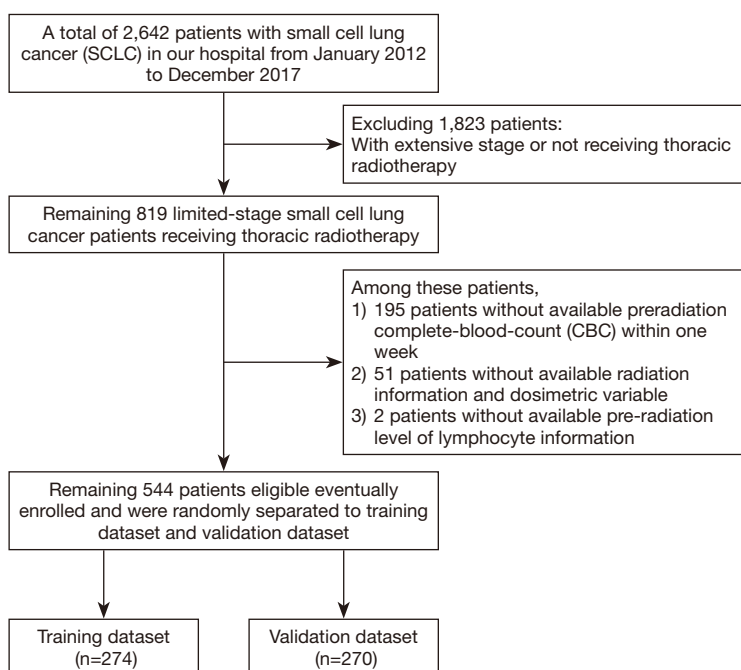 A total of 2,642 patients with small cell lung
cancer (SCLC) in our hospital from January 2012
to December 2017
Excluding 1,823 patients:
With extensive stage or not receiving thoracic
radiotherapy
Remaining 819 limited-stage small cell lung
cancer patients receiving thoracic radiotherapy
Among these patients,
1) 195 patients without available preradiation
complete-blood-count (CBC) within one
week
2) 51 patients without available radiation
information and dosimetric variable
3) 2 patients without available pre-radiation
level of lymphocyte information
Remaining 544 patients eligible eventually
enrolled and were randomly separated to training
dataset and validation dataset
Training dataset
(n=274)
Validation dataset
(n=270)